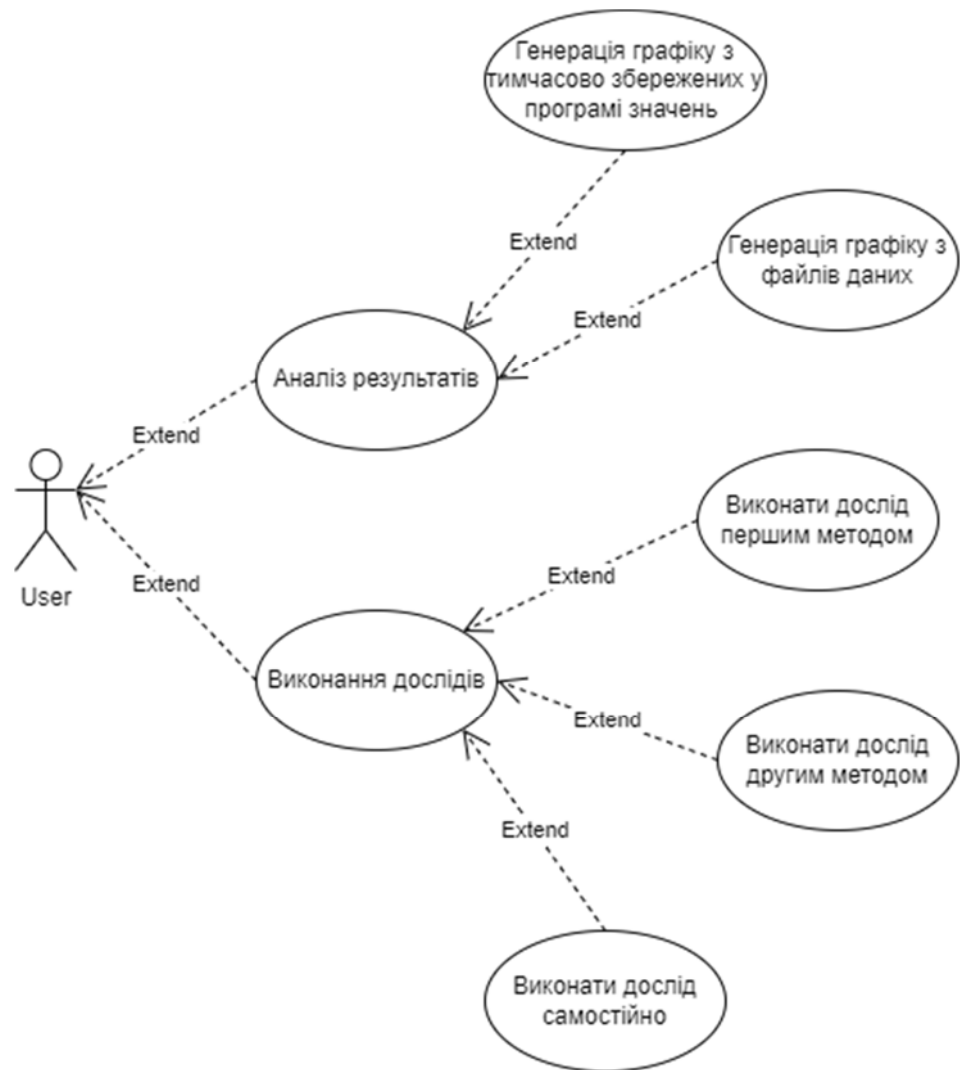 Генерація графіку з
тимчасово збережених у
програмі значень
Extend
Генерація графіку з
файлів даних
Extend
Аналіз результатів
Extend
User
Extend
Виконати дослід
першим методом
Extend
Виконання дослідів
Extend
Виконати дослід
другим методом
Extend
Виконати дослід
самостійно